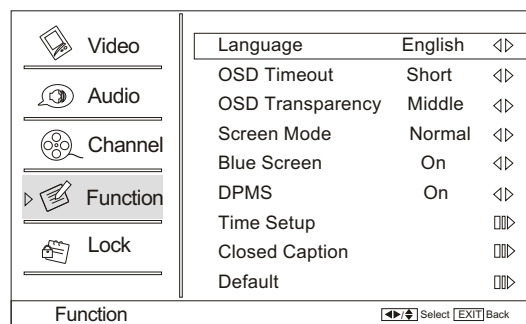 Video
Audio
Channel
Function
Lock
Language English
OSD Timeout Short
OSD Transparency Middle
Screen Mode Normal
Blue Screen On
DPMS On
Time Setup
Closed Caption
Default
Function Select EXIT Back